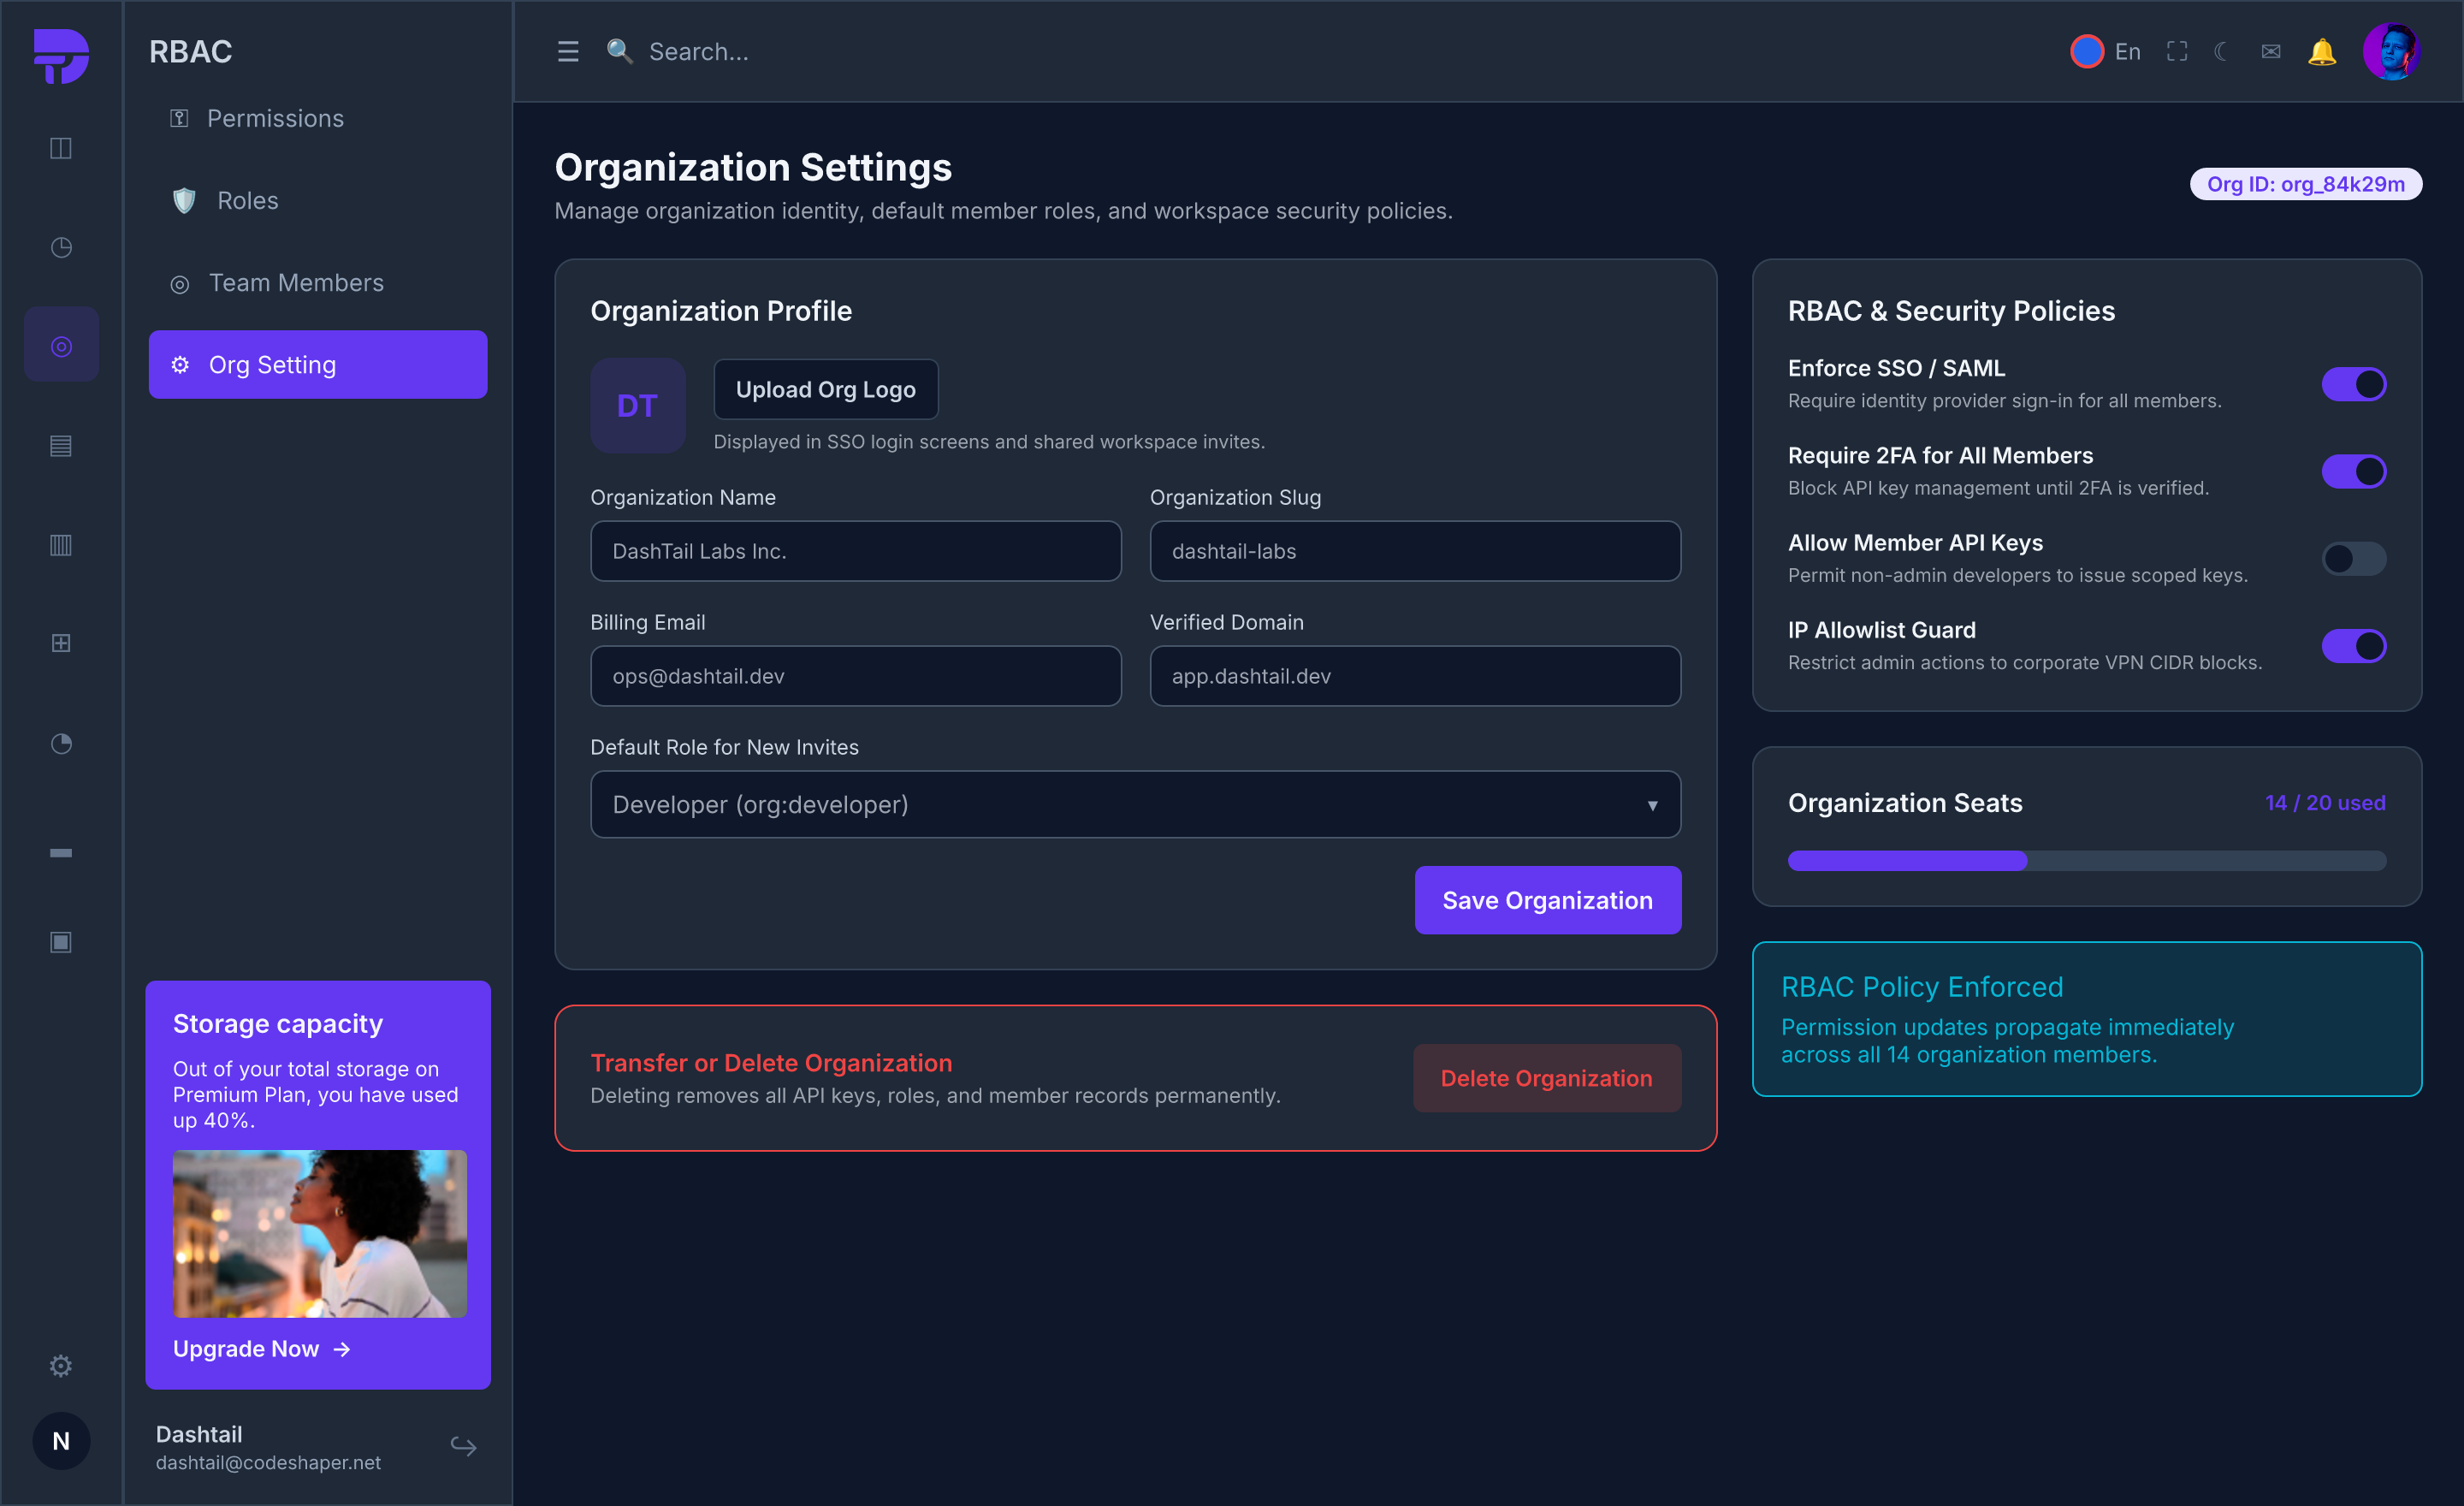 RBAC
Permissions
Roles
Team Members
Org Setting
Storage capacity
Out of your total storage on
Premium Plan, you have used
up 40%.
Upgrade Now →
N
Dashtail
dashtail@codeshaper.net
Search...
En
Organization Settings
Manage organization identity, default member roles, and workspace security policies.
Org ID: org_84k29m
Organization Profile
DT
Upload Org Logo
Displayed in SSO login screens and shared workspace invites.
Organization Name
DashTail Labs Inc.
Organization Slug
dashtail-labs
Billing Email
ops@dashtail.dev
Verified Domain
app.dashtail.dev
Default Role for New Invites
Developer (org:developer)
Save Organization
Transfer or Delete Organization
Deleting removes all API keys, roles, and member records permanently.
Delete Organization
RBAC & Security Policies
Enforce SSO / SAML
Require identity provider sign-in for all members.
Require 2FA for All Members
Block API key management until 2FA is verified.
Allow Member API Keys
Permit non-admin developers to issue scoped keys.
IP Allowlist Guard
Restrict admin actions to corporate VPN CIDR blocks.
Organization Seats
14 / 20 used
RBAC Policy Enforced
Permission updates propagate immediately
across all 14 organization members.